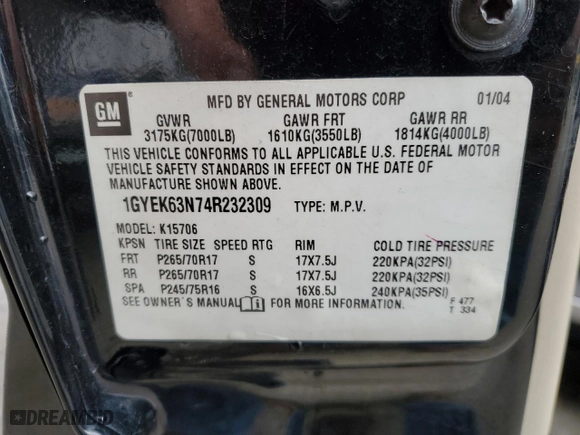 MFD BY GENERAL MOTORS CORP 01/04
GM
GVWR GAWR FRT GAWR RR
3175KG(7000LB) 1610KG(3550LB) 1814KG(4000LB)
THIS VEHICLE CONFORMS TO ALL APPLICABLE U.S. FEDERAL MOTOR
VEHICLE SAFETY STANDARDS IN EFFECT ON THE DATE OF
MANUFACTURE SHOWN ABOVE.
1GYEK63N74R232309 TYPE: M.P.V.
MODEL: K15706
KPSN TIRE SIZE SPEED RTG RIM COLD TIRE PRESSURE
FRT P265/70R17 S 17X7.5J 220KPA(32PSI)
RR P265/70R17 S 17X7.5J 220KPA(32PSI)
SPA P245/75R16 S 16X6.5J 240KPA(35PSI)
SEE OWNER'S MANUAL FOR MORE INFORMATION.
F 477
T 334
DREAMBID